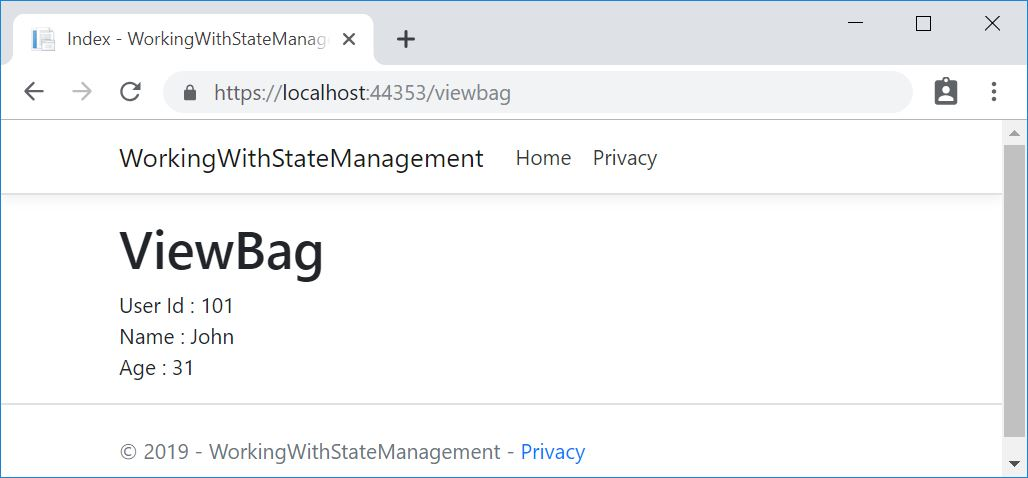 Index - WorkingWithStateManag
https://localhost:44353/viewbag
WorkingWithStateManagement Home Privacy
ViewBag
User Id : 101
Name : John
Age : 31
© 2019 - WorkingWithStateManagement - Privacy